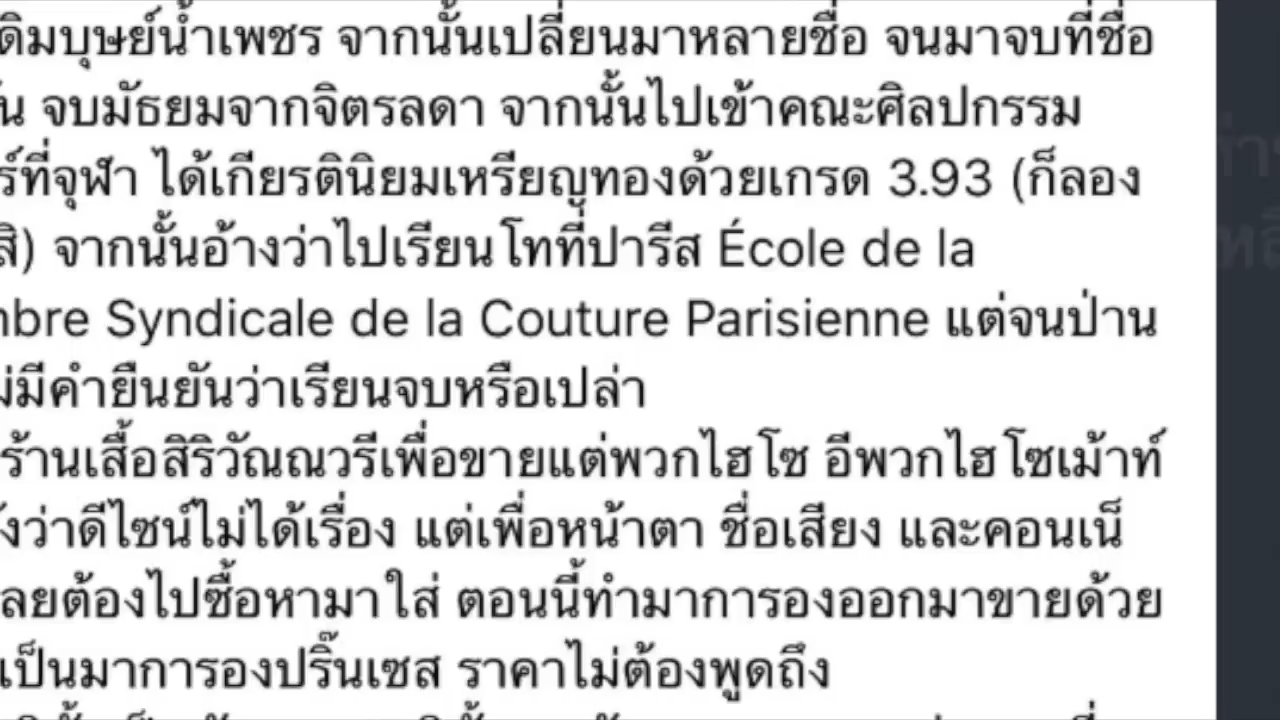 ดิมบุษย์น้ำเพชร จากนั้นเปลี่ยนมาหลายชื่อ จนมาจบที่ชื่อ
จบมัธยมจากจิตรลดา จากนั้นไปเข้าคณะศิลปกรรม
ร์ที่จุฬา ได้เกียรตินิยมเหรียญทองด้วยเกรด 3.93 (ก็ลอง
สิ) จากนั้นอ้างว่าไปเรียนโทที่ปารีส École de la
mbre Syndicale de la Couture Parisienne แต่จนป่าน
ม่มีคำยืนยันว่าเรียนจบหรือเปล่า
ร้านเสื้อสิริวัณณวรีเพื่อขายแต่พวกไฮโซ อีพวกไฮโซเม้าท์
ังว่าดีไซน์ไม่ได้เรื่อง แต่เพื่อหน้าตา ชื่อเสียง และคอนเน็
ลยต้องไปซื้อหามาใส่ ตอนนี้ทำมาการองออกมาขายด้วย
เป็นมาการองปริ๊นเซส ราคาไม่ต้องพูดถึง